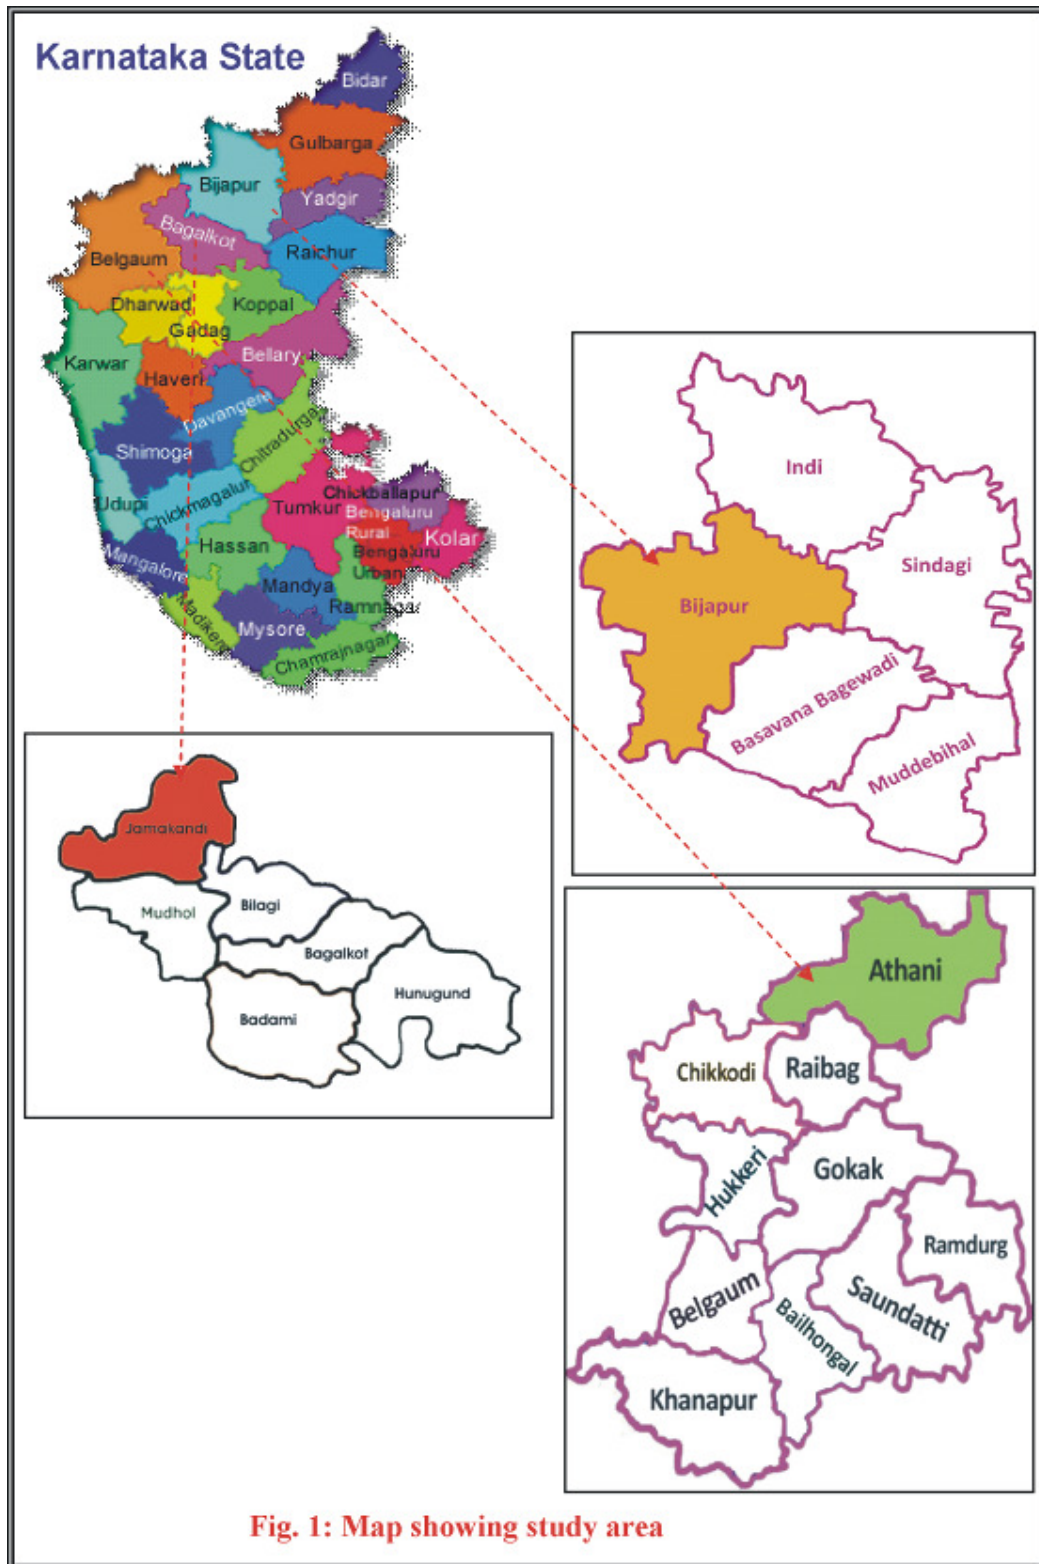 Karnataka State
Bidar
Gulbarga
Bijapur
Yadgir
Bagalkot
Raichur
Belgaum
Dharwad
Koppal
Gadag
Karwar
Bellary
Haveri
Davangere
Chitradurga
Shimoga
Udupi
Chickmagalur
Tumkur
Chickballapur
Bengaluru
Rural
Kolar
Hassan
Bengaluru
Urban
Mangalore
Mandya
Ramnagar
Madikeri
Mysore
Chamrajnagar
Indi
Sindagi
Bijapur
Basavana Bagewadi
Muddebihal
Jamakandi
Mudhol
Bilagi
Bagalkot
Hunugund
Badami
Athani
Chikkodi
Raibag
Hukkeri
Gokak
Ramdurg
Belgaum
Saundatti
Bailhongal
Khanapur
Fig. 1: Map showing study area